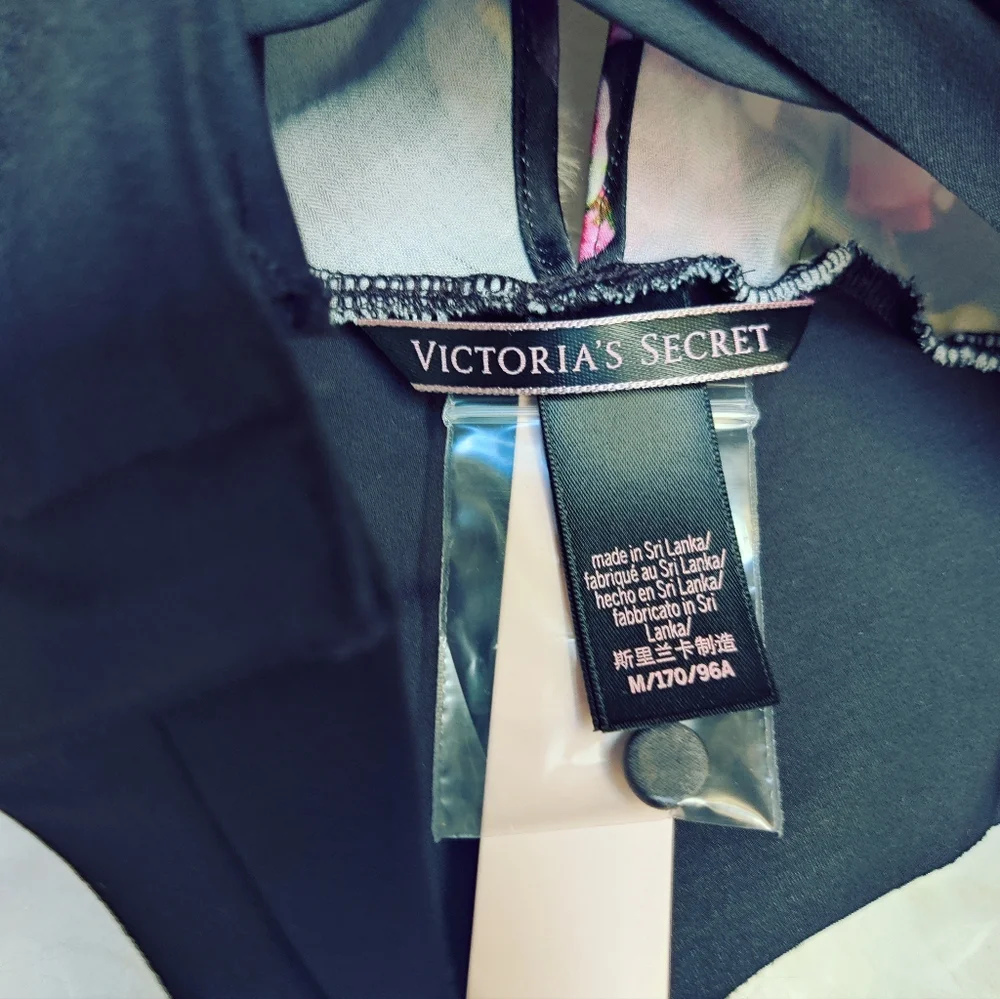 VICTORIA'S SECRET
made in Sri Lanka/
fabriqué au Sri Lanka/
hecho en Sri Lanka/
fabbricato in Sri
Lanka/
斯里兰卡制造
M/170/96A